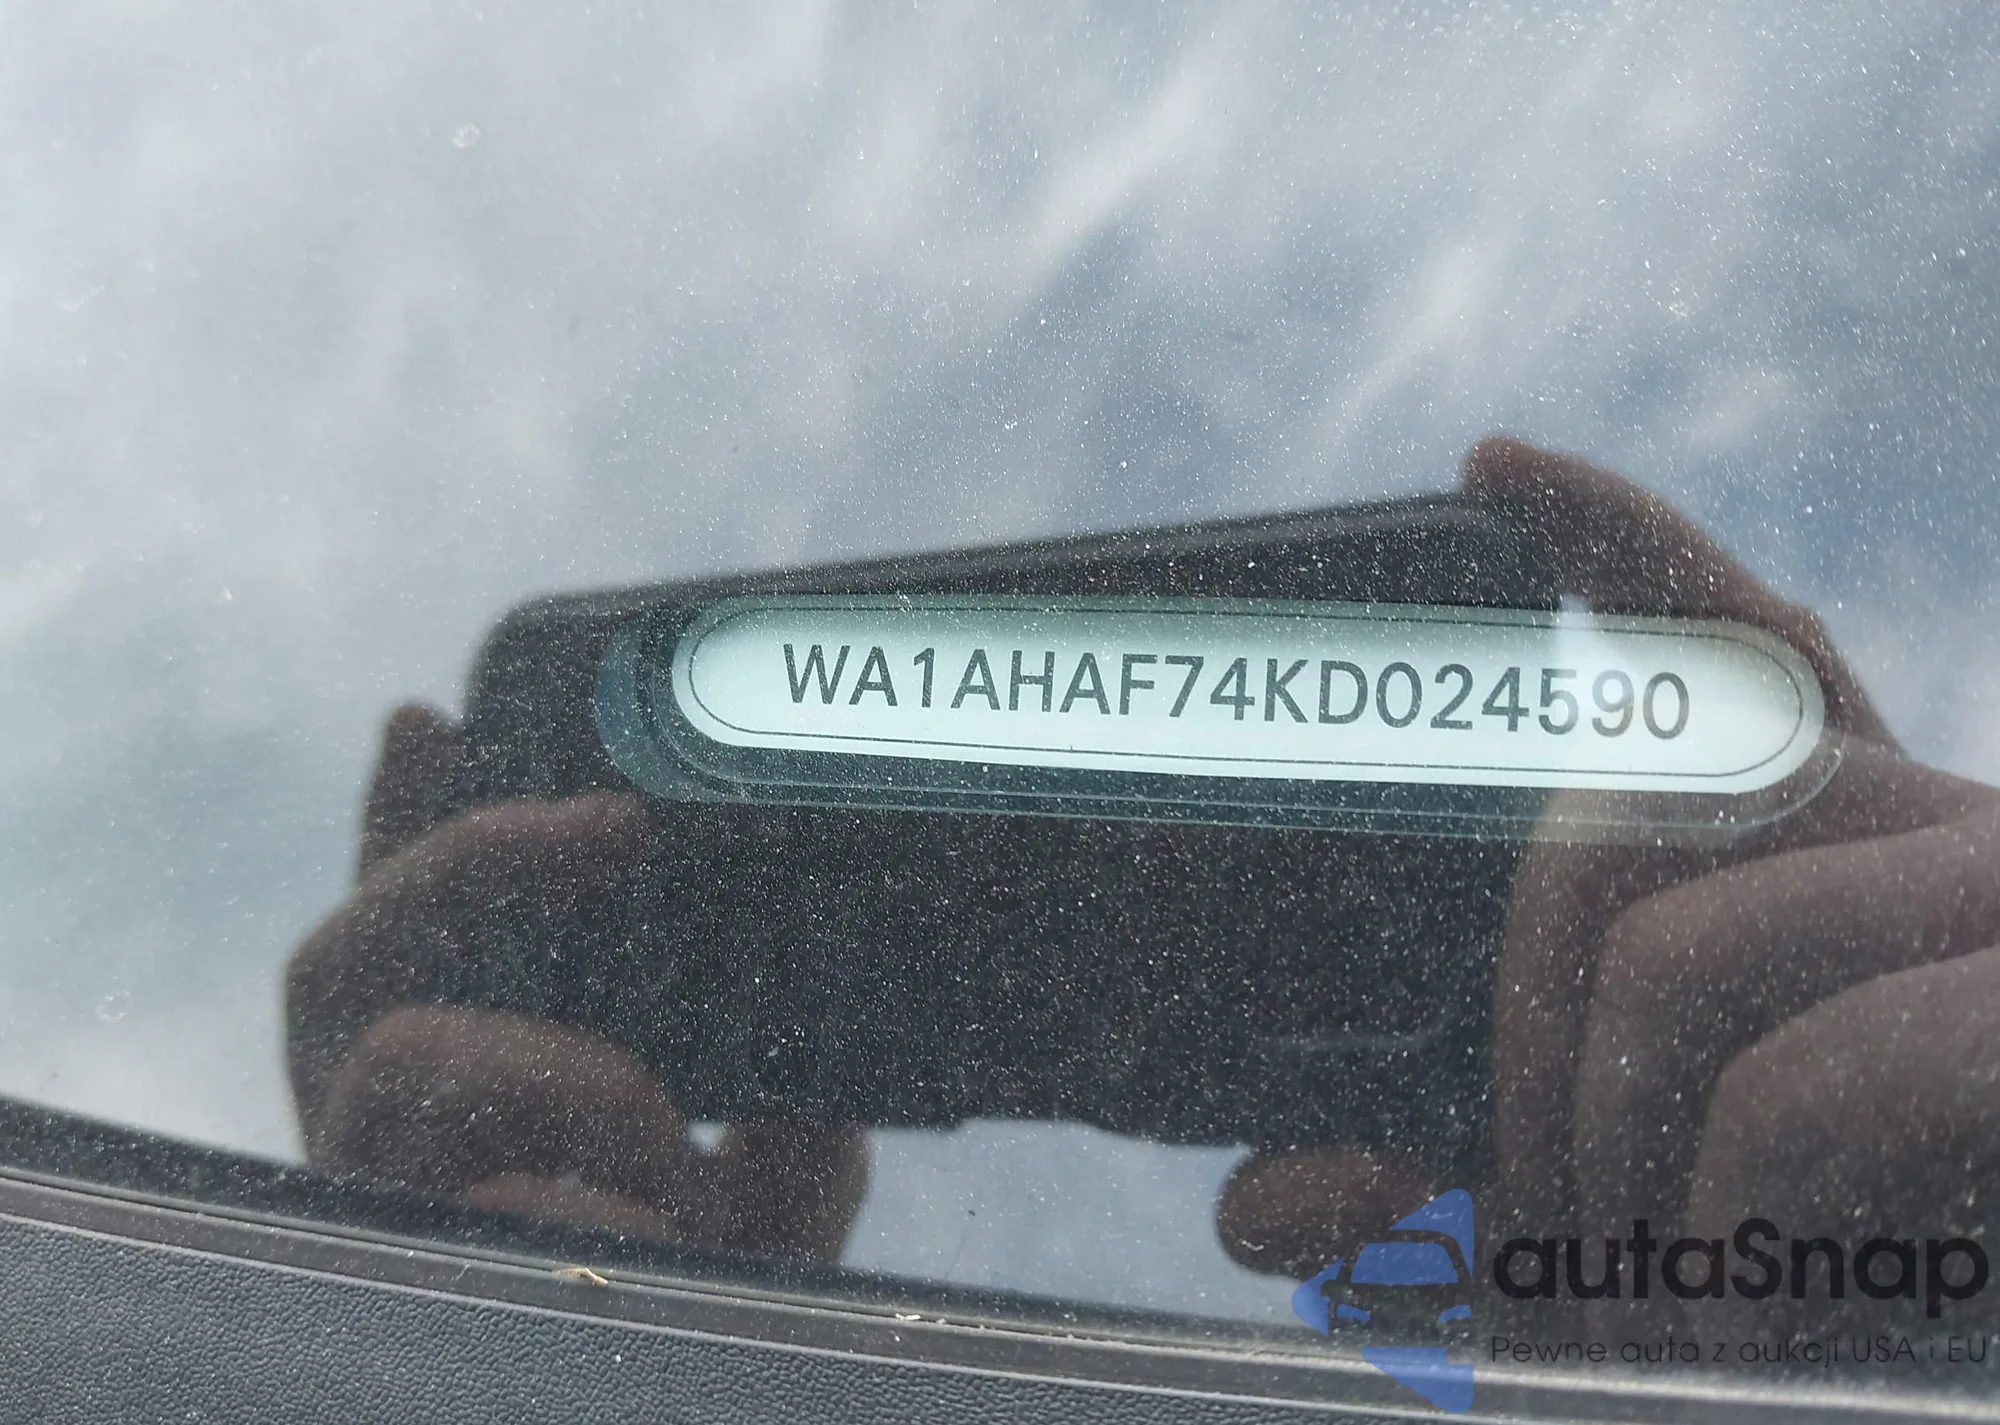 WA1AHAF74KD024590
autaSnap
Pewne auta z aukcji USA i EU